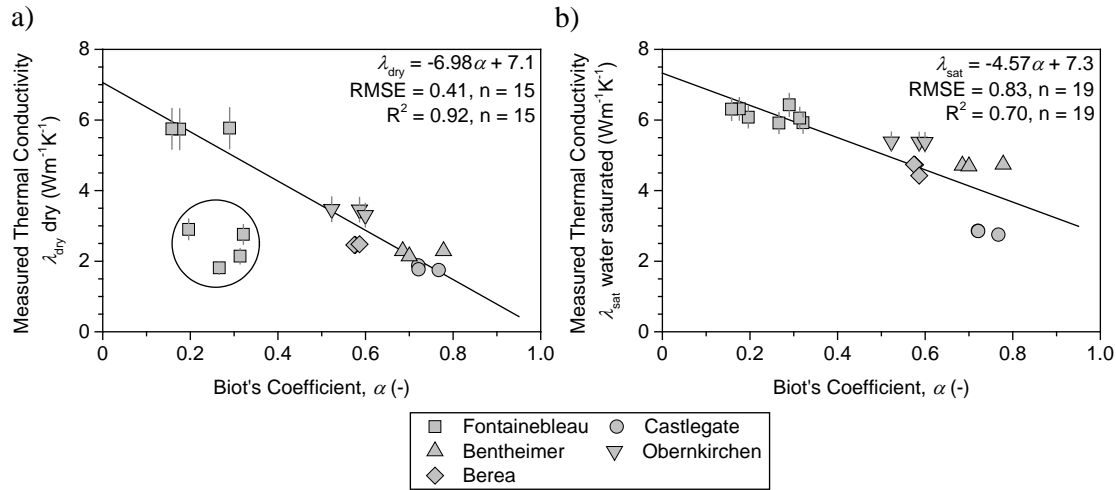 a)
Measured Thermal Conductivity
λdry dry (Wm⁻¹K⁻¹)
8
6
4
2
0
λdry = -6.98α + 7.1
RMSE = 0.41, n = 15
R² = 0.92, n = 15
0 0.2 0.4 0.6 0.8 1.0
Biot's Coefficient, α (-)
b)
Measured Thermal Conductivity
λsat water saturated (Wm⁻¹K⁻¹)
8
6
4
2
0
λsat = -4.57α + 7.3
RMSE = 0.83, n = 19
R² = 0.70, n = 19
0 0.2 0.4 0.6 0.8 1.0
Biot's Coefficient, α (-)
Fontainebleau Castlegate
Bentheimer Obernkirchen
Berea